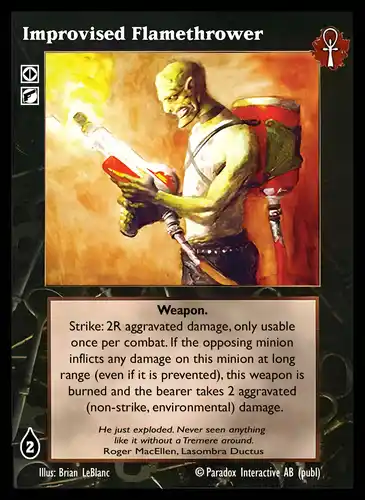 Improvised Flamethrower
Weapon.
Strike: 2R aggravated damage, only usable
once per combat. If the opposing minion
inflicts any damage on this minion at long
range (even if it is prevented), this weapon is
burned and the bearer takes 2 aggravated
(non-strike, environmental) damage.
He just exploded. Never seen anything
like it without a Tremere around.
Roger MacEllen, Lasombra Ductus
2
Illus: Brian LeBlanc © Paradox Interactive AB (publ)